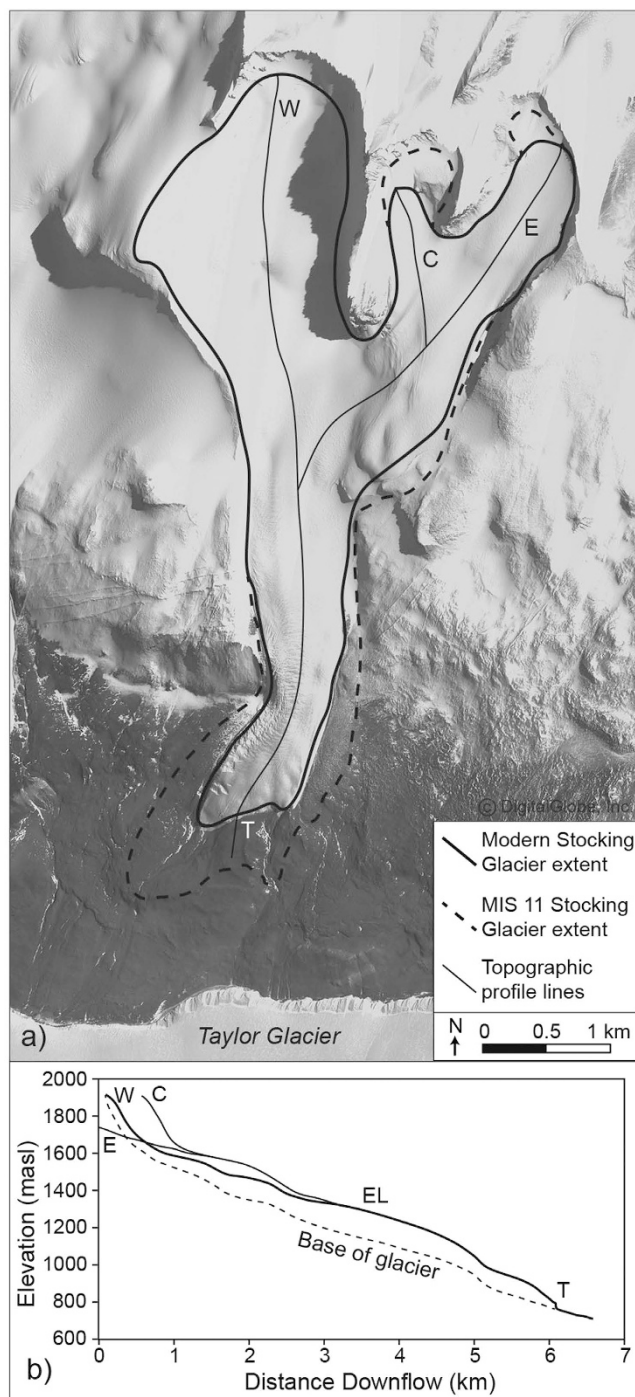 W
C
E
T
© DigitalGlobe, Inc
Modern Stocking
Glacier extent
MIS 11 Stocking
Glacier extent
Topographic
profile lines
N
0 0.5 1 km
a)
Taylor Glacier
2000
1800
1600
1400
1200
1000
800
600
Elevation (masl)
W
C
E
EL
Base of glacier
T
0 1 2 3 4 5 6 7
Distance Downflow (km)
b)